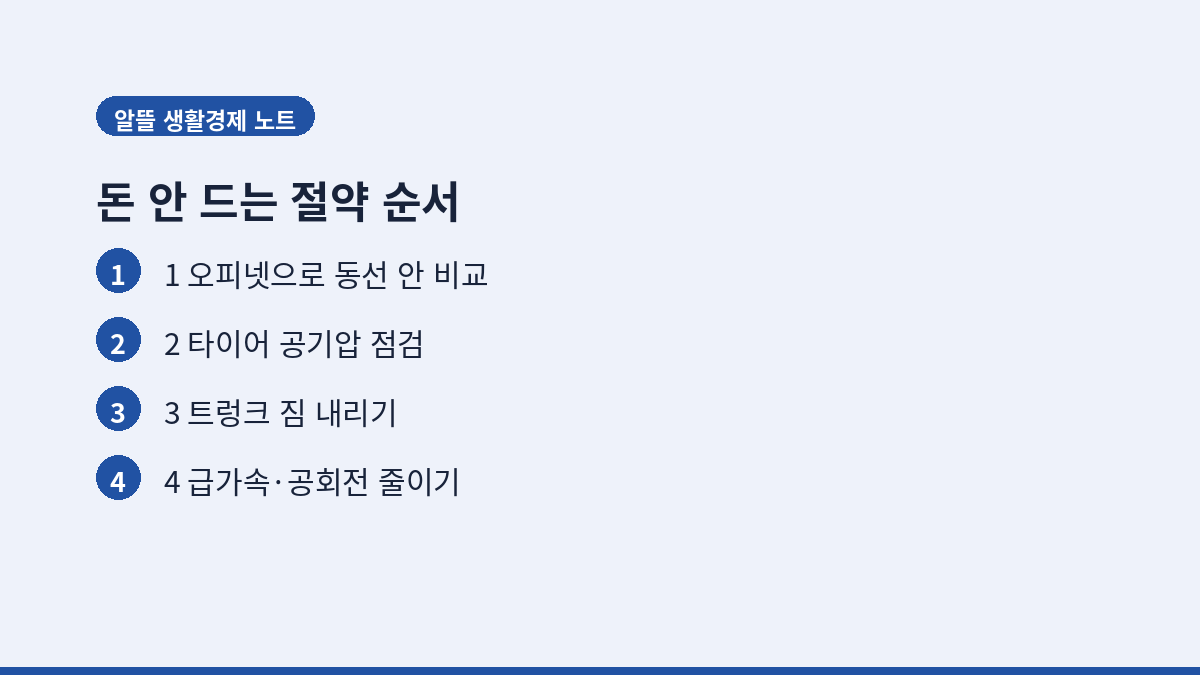 알뜰 생활경제 노트
돈 안 드는 절약 순서
1 1 오피넷으로 동선 안 비교
2 2 타이어 공기압 점검
3 3 트렁크 짐 내리기
4 4 급가속·공회전 줄이기